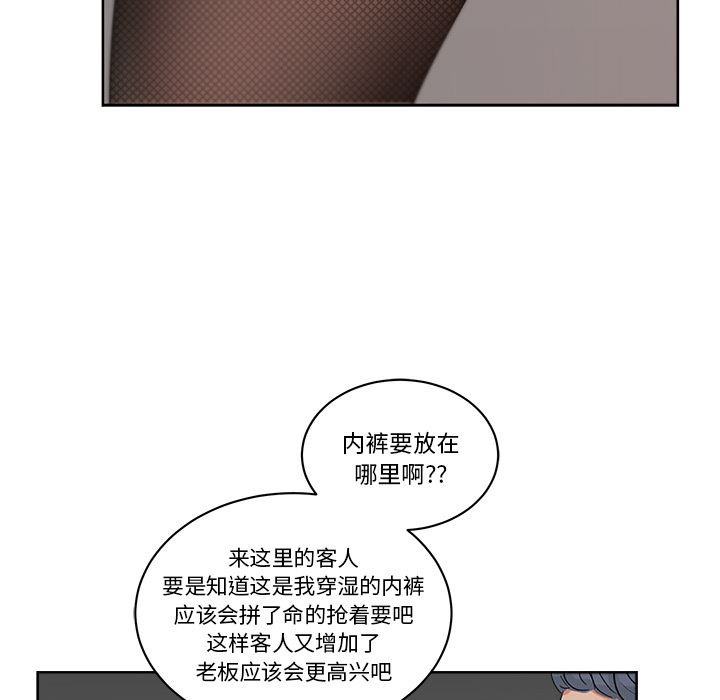 内裤要放在
哪里啊??
来这里的客人
要是知道这是我穿湿的内裤
应该会拼了命的抢着要吧
这样客人又增加了
老板应该会更高兴吧